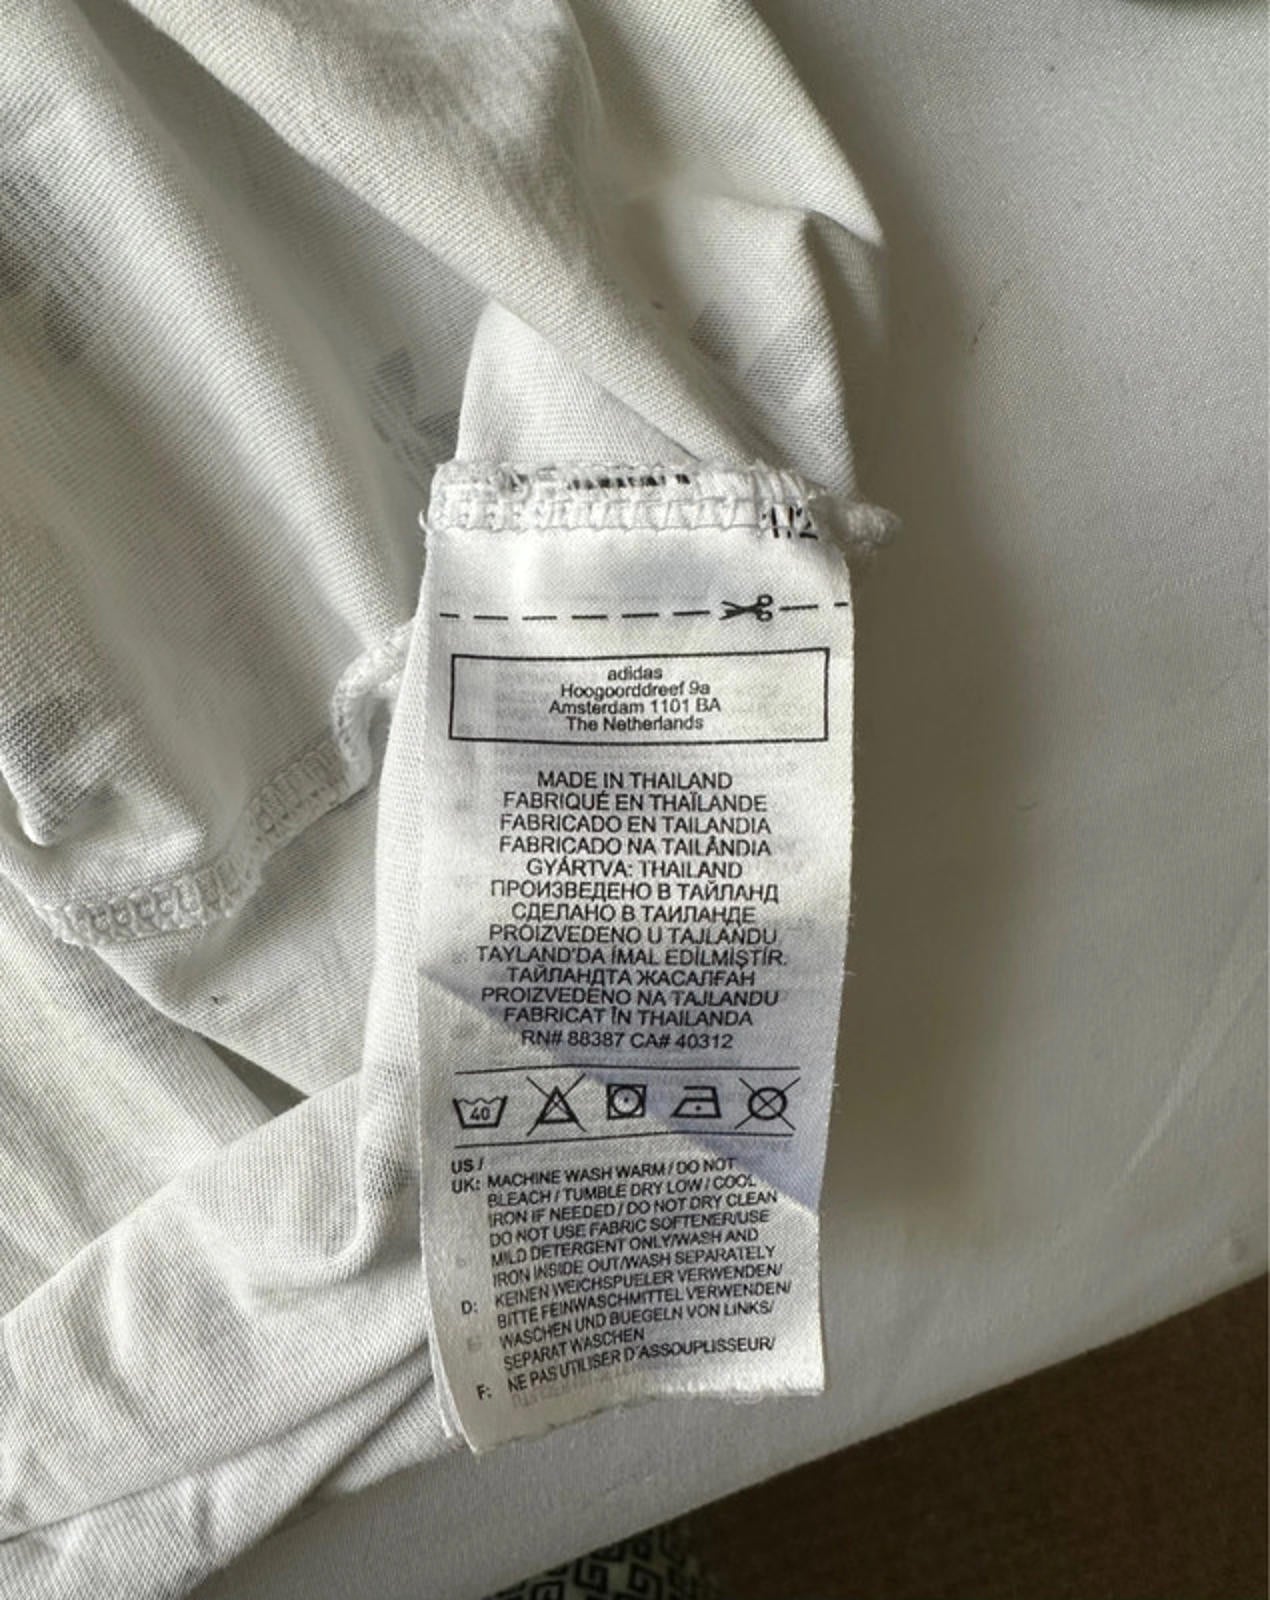 1/2
adidas
Hoogoorddreef 9a
Amsterdam 1101 BA
The Netherlands
MADE IN THAILAND
FABRIQUÉ EN THAÏLANDE
FABRICADO EN TAILANDIA
FABRICADO NA TAILÂNDIA
GYÁRTVA: THAILAND
ПРОИЗВЕДЕНО В ТАЙЛАНД
СДЕЛАНО В ТАИЛАНДЕ
PROIZVEDENO U TAJLANDU
TAYLAND'DA İMAL EDİLMİŞTİR.
ТАЙЛАНДТА ЖАСАЛҒАН
PROIZVEDENO NA TAJLANDU
FABRICAT ÎN THAILANDA
RN# 88387 CA# 40312
40
US /
UK: MACHINE WASH WARM / DO NOT
BLEACH / TUMBLE DRY LOW / COOL
IRON IF NEEDED / DO NOT DRY CLEAN
DO NOT USE FABRIC SOFTENER/USE
MILD DETERGENT ONLY/WASH AND
IRON INSIDE OUT/WASH SEPARATELY
D: KEINEN WEICHSPUELER VERWENDEN/
BITTE FEINWASCHMITTEL VERWENDEN/
WASCHEN UND BUEGELN VON LINKS/
SEPARAT WASCHEN
F: NE PAS UTILISER D'ASSOUPLISSEUR/